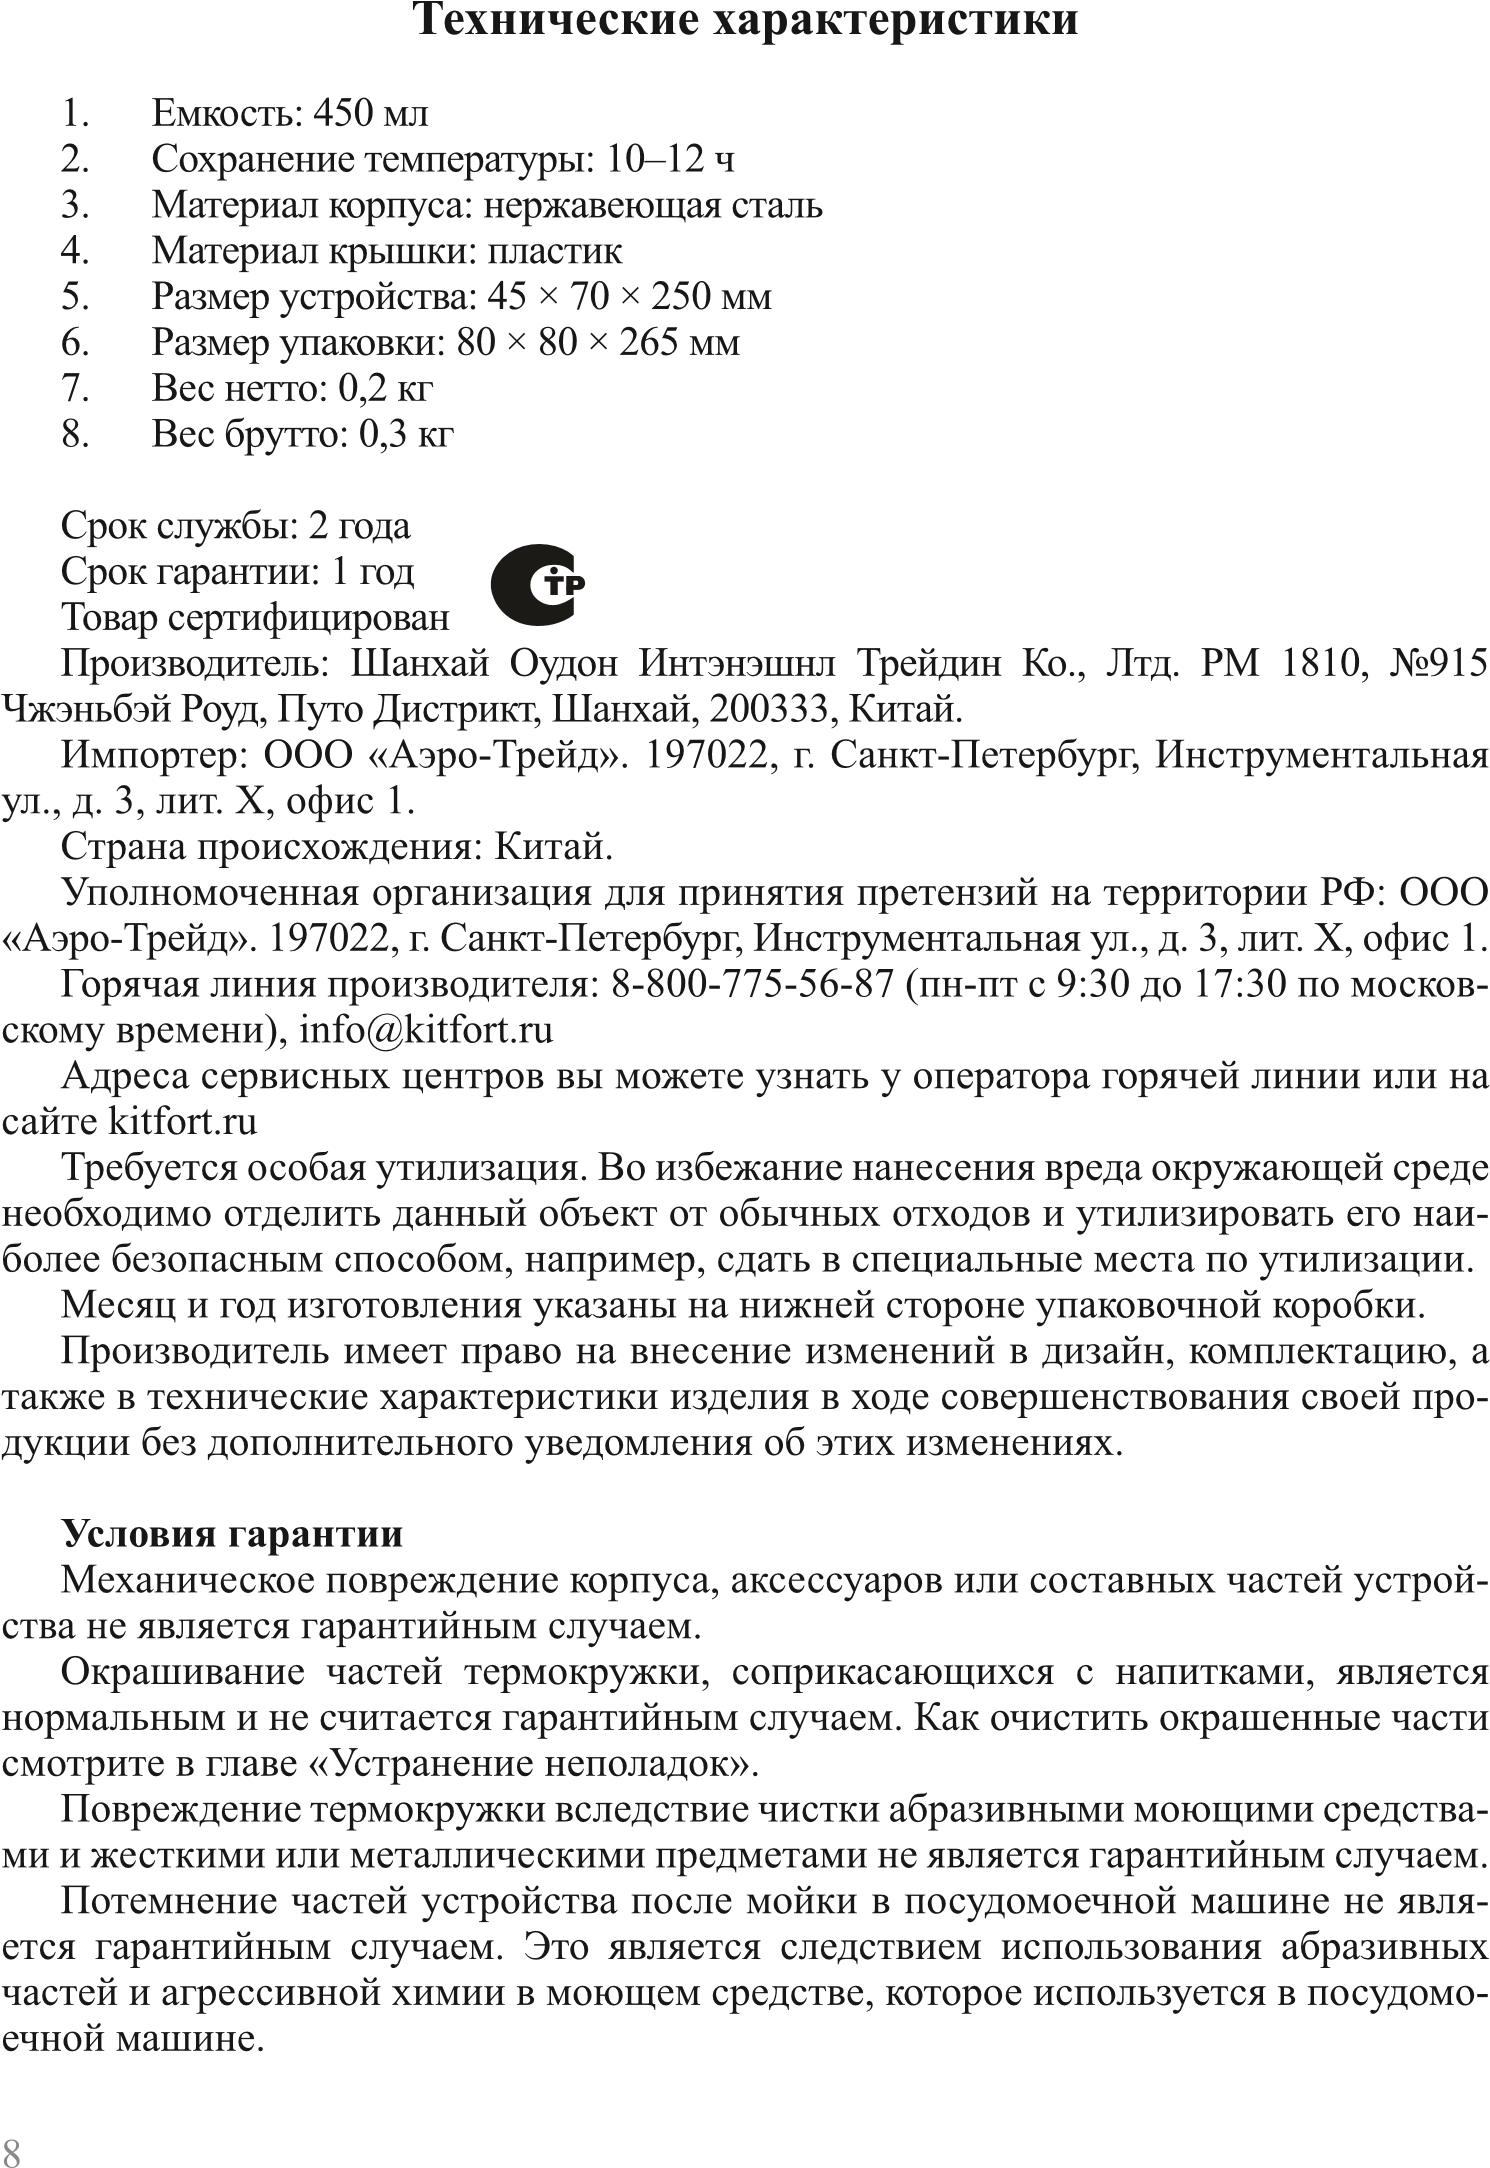 Технические характеристики
1. Емкость: 450 мл
2. Сохранение температуры: 10–12 ч
3. Материал корпуса: нержавеющая сталь
4. Материал крышки: пластик
5. Размер устройства: 45 × 70 × 250 мм
6. Размер упаковки: 80 × 80 × 265 мм
7. Вес нетто: 0,2 кг
8. Вес брутто: 0,3 кг
Срок службы: 2 года
Срок гарантии: 1 год
Товар сертифицирован
Производитель: Шанхай Оудон Интэнэшнл Трейдин Ко., Лтд. РМ 1810, №915
Чжэньбэй Роуд, Путо Дистрикт, Шанхай, 200333, Китай.
Импортер: ООО «Аэро-Трейд». 197022, г. Санкт-Петербург, Инструментальная
ул., д. 3, лит. Х, офис 1.
Страна происхождения: Китай.
Уполномоченная организация для принятия претензий на территории РФ: ООО
«Аэро-Трейд». 197022, г. Санкт-Петербург, Инструментальная ул., д. 3, лит. Х, офис 1.
Горячая линия производителя: 8-800-775-56-87 (пн-пт с 9:30 до 17:30 по москов-
скому времени), info@kitfort.ru
Адреса сервисных центров вы можете узнать у оператора горячей линии или на
сайте kitfort.ru
Требуется особая утилизация. Во избежание нанесения вреда окружающей среде
необходимо отделить данный объект от обычных отходов и утилизировать его наи-
более безопасным способом, например, сдать в специальные места по утилизации.
Месяц и год изготовления указаны на нижней стороне упаковочной коробки.
Производитель имеет право на внесение изменений в дизайн, комплектацию, а
также в технические характеристики изделия в ходе совершенствования своей про-
дукции без дополнительного уведомления об этих изменениях.
Условия гарантии
Механическое повреждение корпуса, аксессуаров или составных частей устрой-
ства не является гарантийным случаем.
Окрашивание частей термокружки, соприкасающихся с напитками, является
нормальным и не считается гарантийным случаем. Как очистить окрашенные части
смотрите в главе «Устранение неполадок».
Повреждение термокружки вследствие чистки абразивными моющими средства-
ми и жесткими или металлическими предметами не является гарантийным случаем.
Потемнение частей устройства после мойки в посудомоечной машине не явля-
ется гарантийным случаем. Это является следствием использования абразивных
частей и агрессивной химии в моющем средстве, которое используется в посудомо-
ечной машине.
8